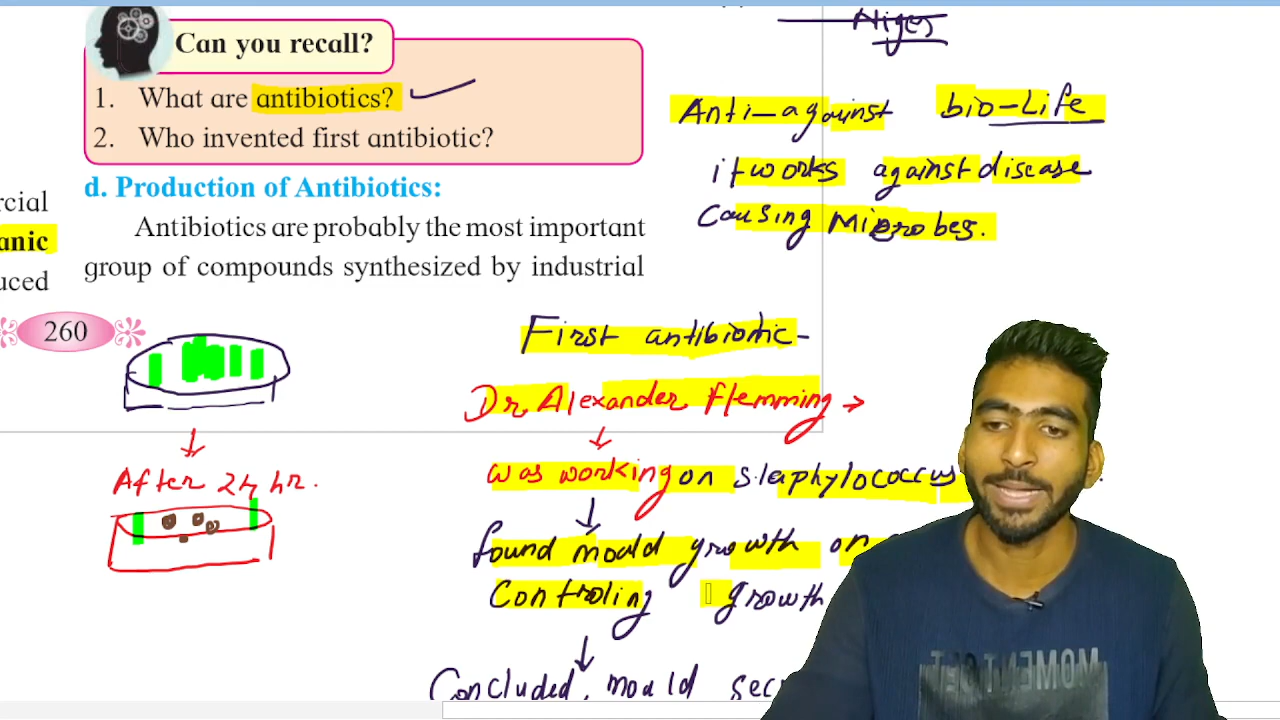 Can you recall?
1. What are antibiotics?
2. Who invented first antibiotic?
d. Production of Antibiotics:
Antibiotics are probably the most important
group of compounds synthesized by industrial
rcial
anic
uced
260
After 24 hr.
Niger
Anti-against bio-Life
it works against disease
Causing Microbes.
First antibiotic-
Dr Alexander Flemming →
was working on staphylococcus
found mould growth on
Controling growth
Concluded, mould sec
MOMENT OF